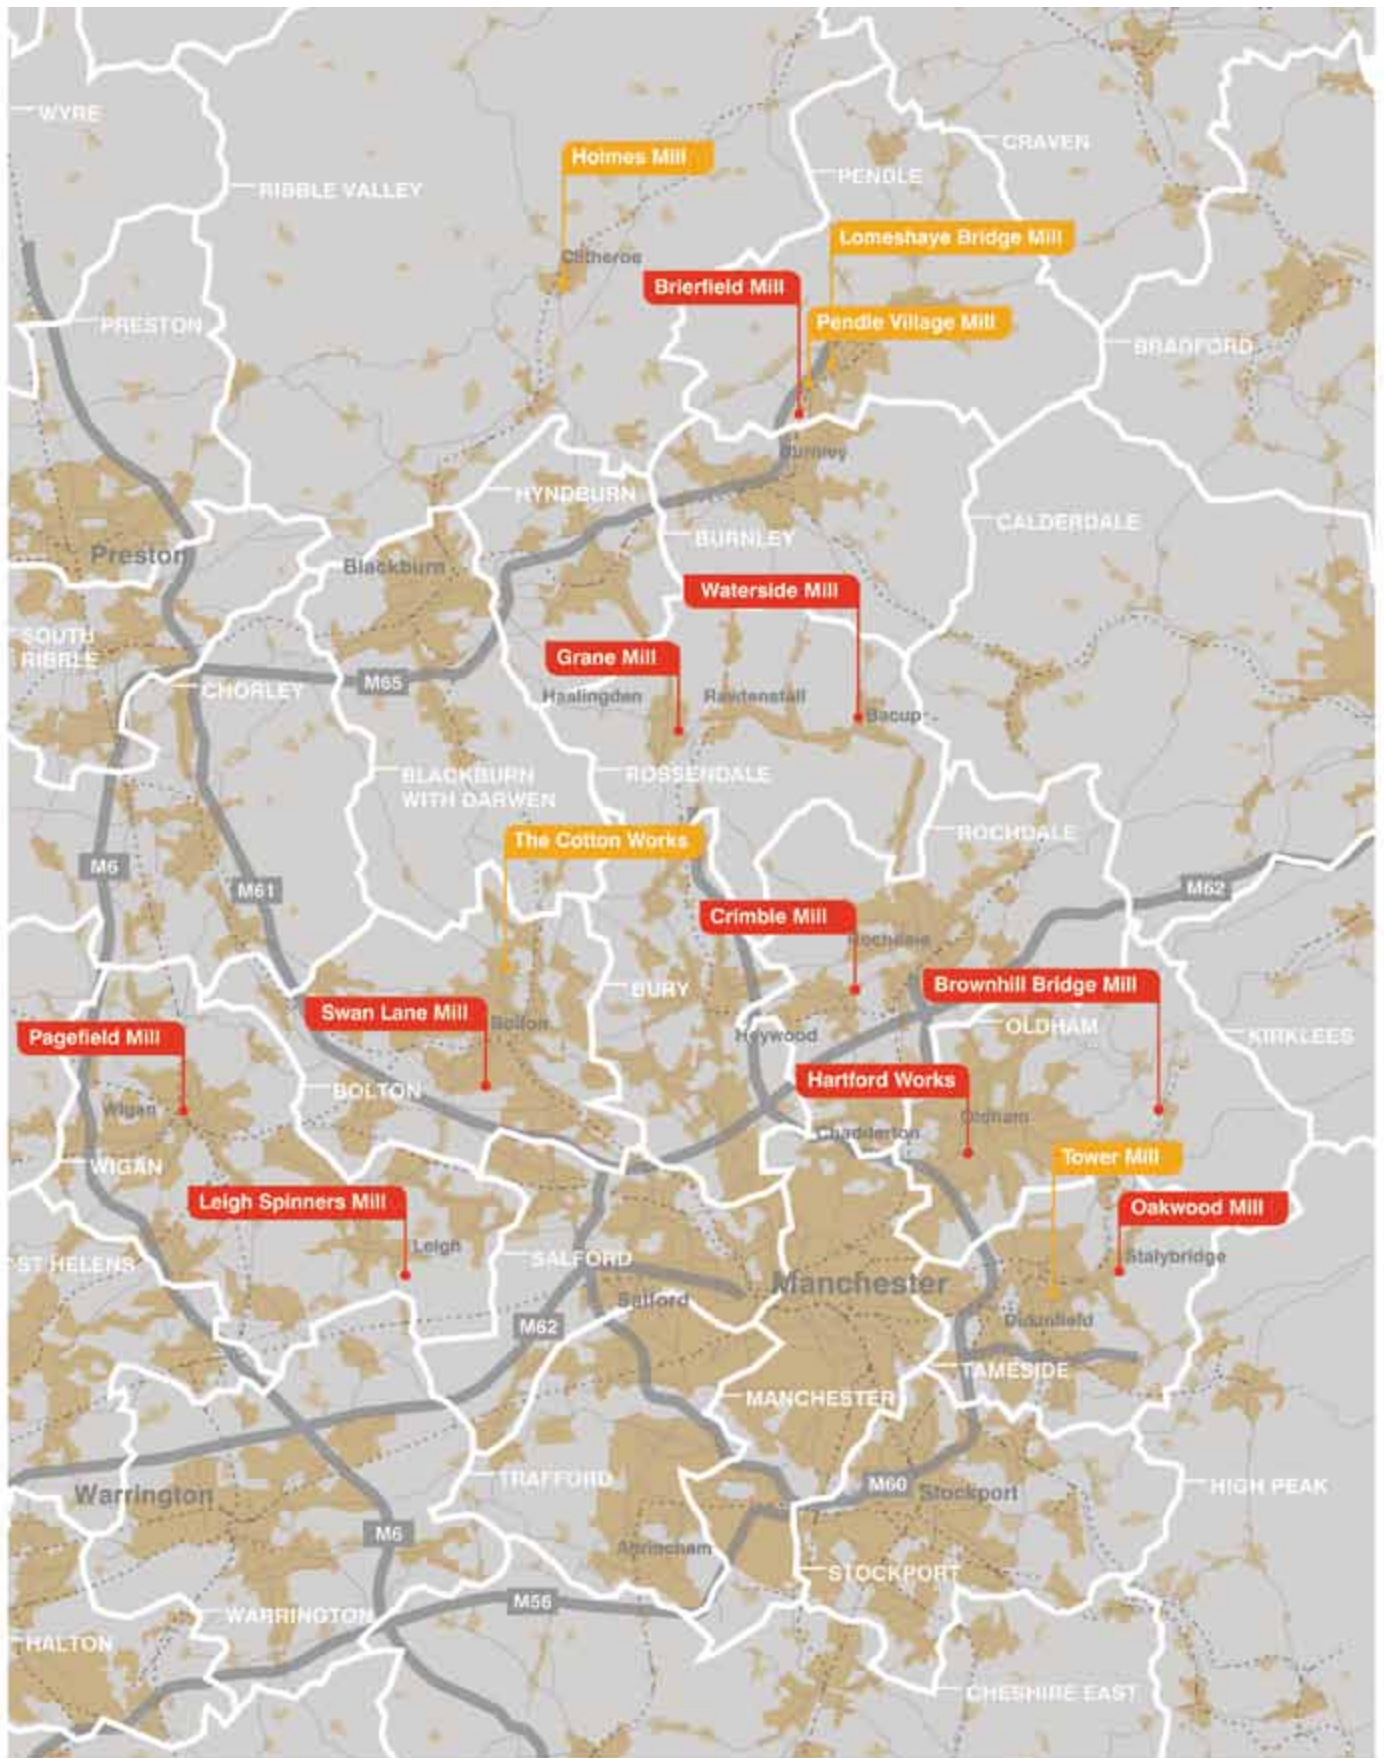 WYRE
CRAVEN
Holmes Mill
PENDLE
RIBBLE VALLEY
Lomeshaye Bridge Mill
Clitheroe
Brierfield Mill
Pendle Village Mill
PRESTON
BRADFORD
Burnley
HYNDBURN
CALDERDALE
BURNLEY
Preston
Blackburn
Waterside Mill
SOUTH
RIBBLE
Grane Mill
M65
CHORLEY
Haslingden
Rawtenstall
Bacup
BLACKBURN
WITH DARWEN
ROSSENDALE
ROCHDALE
The Cotton Works
M6
M61
M62
Crimble Mill
Rochdale
Brownhill Bridge Mill
BURY
Swan Lane Mill
Bolton
OLDHAM
Pagefield Mill
Heywood
KIRKLEES
Hartford Works
BOLTON
Wigan
Oldham
Chadderton
Tower Mill
WIGAN
Leigh Spinners Mill
Oakwood Mill
Leigh
ST HELENS
SALFORD
Stalybridge
Manchester
Salford
M62
Dukinfield
TAMESIDE
MANCHESTER
TRAFFORD
M60
Stockport
HIGH PEAK
Warrington
M6
Altrincham
STOCKPORT
M56
WARRINGTON
HALTON
CHESHIRE EAST